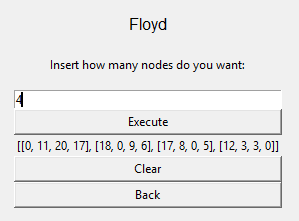 Floyd
Insert how many nodes do you want:
4
Execute
[[0, 11, 20, 17], [18, 0, 9, 6], [17, 8, 0, 5], [12, 3, 3, 0]]
Clear
Back